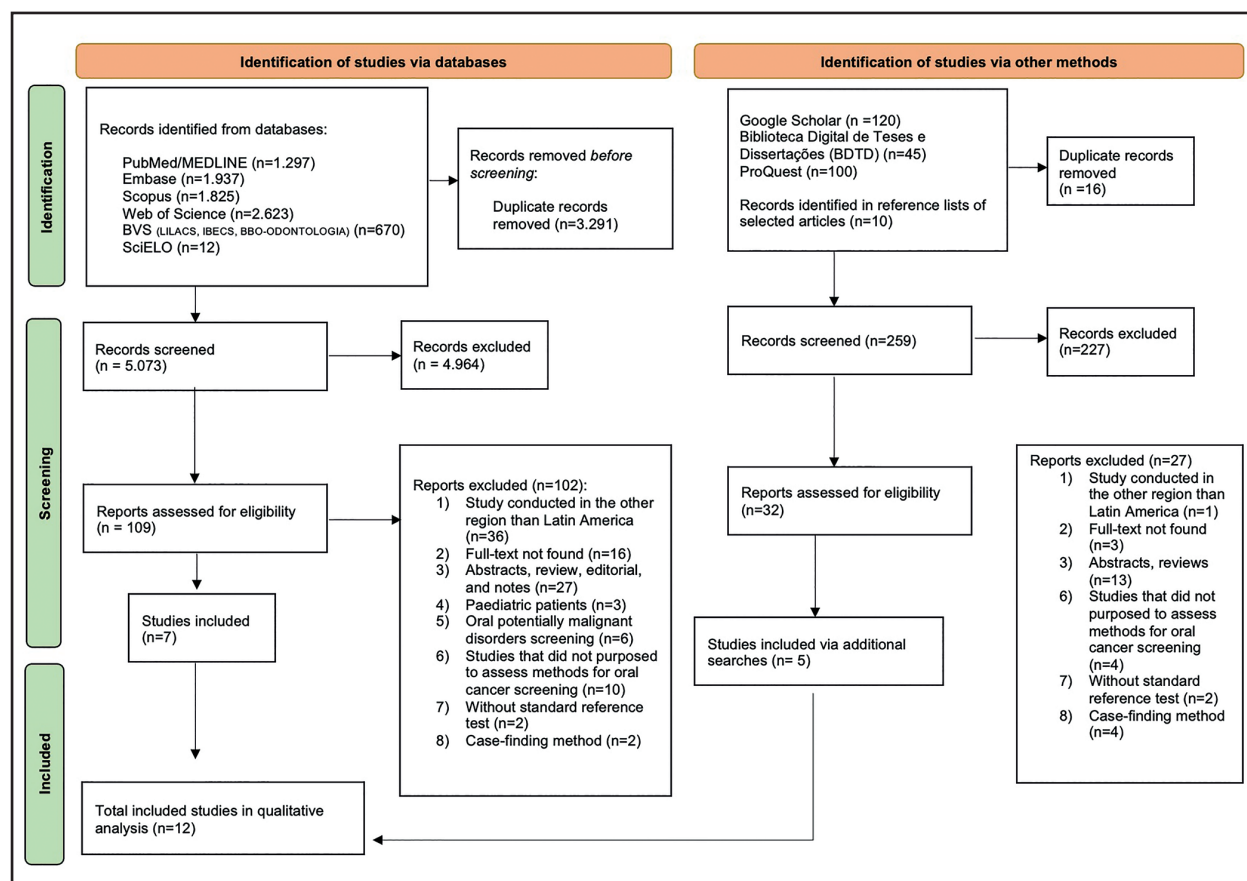 Identification of studies via databases
Identification of studies via other methods
Identification
Records identified from databases:
PubMed/MEDLINE (n=1.297)
Embase (n=1.937)
Scopus (n=1.825)
Web of Science (n=2.623)
BVS (LILACS, IBECS, BBO-ODONTOLOGIA) (n=670)
SciELO (n=12)
Records removed before
screening:
Duplicate records
removed (n=3.291)
Google Scholar (n =120)
Biblioteca Digital de Teses e
Dissertações (BDTD) (n=45)
ProQuest (n=100)
Records identified in reference lists of
selected articles (n=10)
Duplicate records
removed
(n =16)
Screening
Records screened
(n = 5.073)
Records excluded
(n = 4.964)
Records screened (n=259)
Records excluded
(n=227)
Reports assessed for eligibility
(n = 109)
Reports excluded (n=102):
1) Study conducted in the other
region than Latin America
(n=36)
2) Full-text not found (n=16)
3) Abstracts, review, editorial,
and notes (n=27)
4) Paediatric patients (n=3)
5) Oral potentially malignant
disorders screening (n=6)
6) Studies that did not purposed
to assess methods for oral
cancer screening (n=10)
7) Without standard reference
test (n=2)
8) Case-finding method (n=2)
Reports assessed for eligibility
(n=32)
Reports excluded (n=27)
1) Study conducted in
the other region than
Latin America (n=1)
2) Full-text not found
(n=3)
3) Abstracts, reviews
(n=13)
6) Studies that did not
purposed to assess
methods for oral
cancer screening
(n=4)
7) Without standard
reference test (n=2)
8) Case-finding method
(n=4)
Studies included
(n=7)
Studies included via additional
searches (n= 5)
Included
Total included studies in qualitative
analysis (n=12)